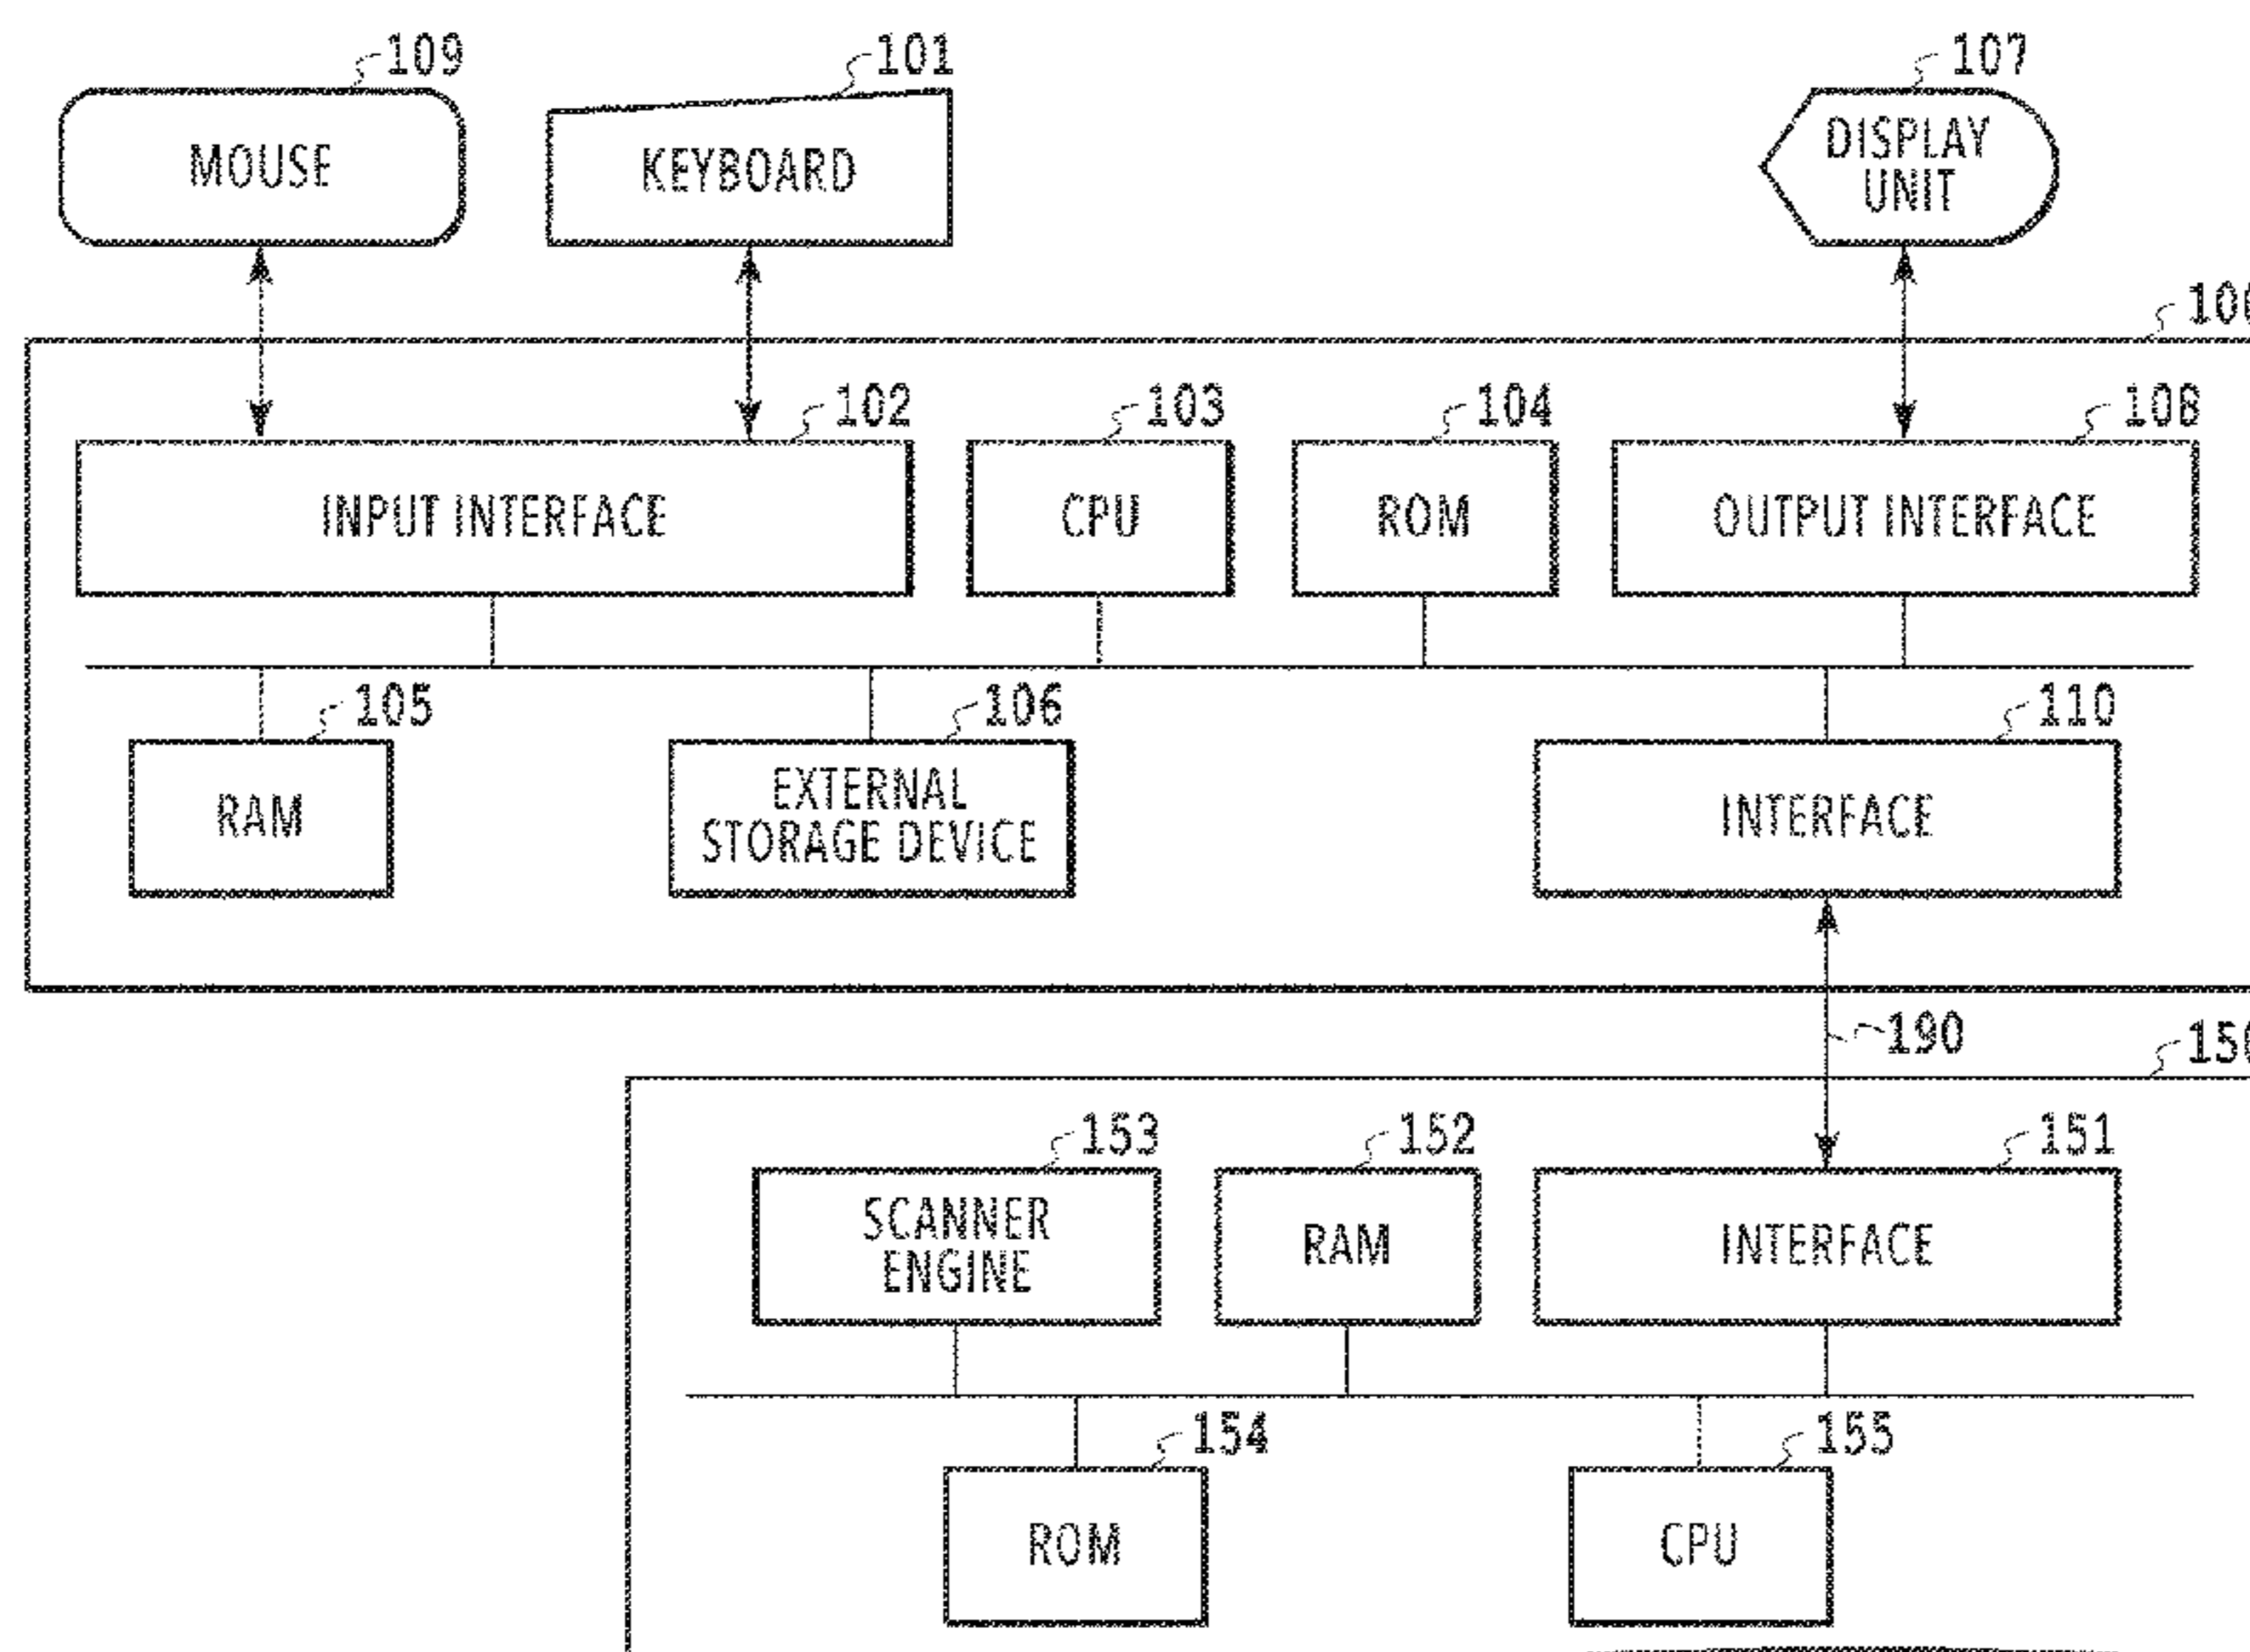 109
101
107
MOUSE
KEYBOARD
DISPLAY
UNIT
102
103
104
108
INPUT INTERFACE
CPU
ROM
OUTPUT INTERFACE
105
106
110
RAM
EXTERNAL
STORAGE DEVICE
INTERFACE
190
153
152
151
SCANNER
ENGINE
RAM
INTERFACE
154
155
ROM
CPU